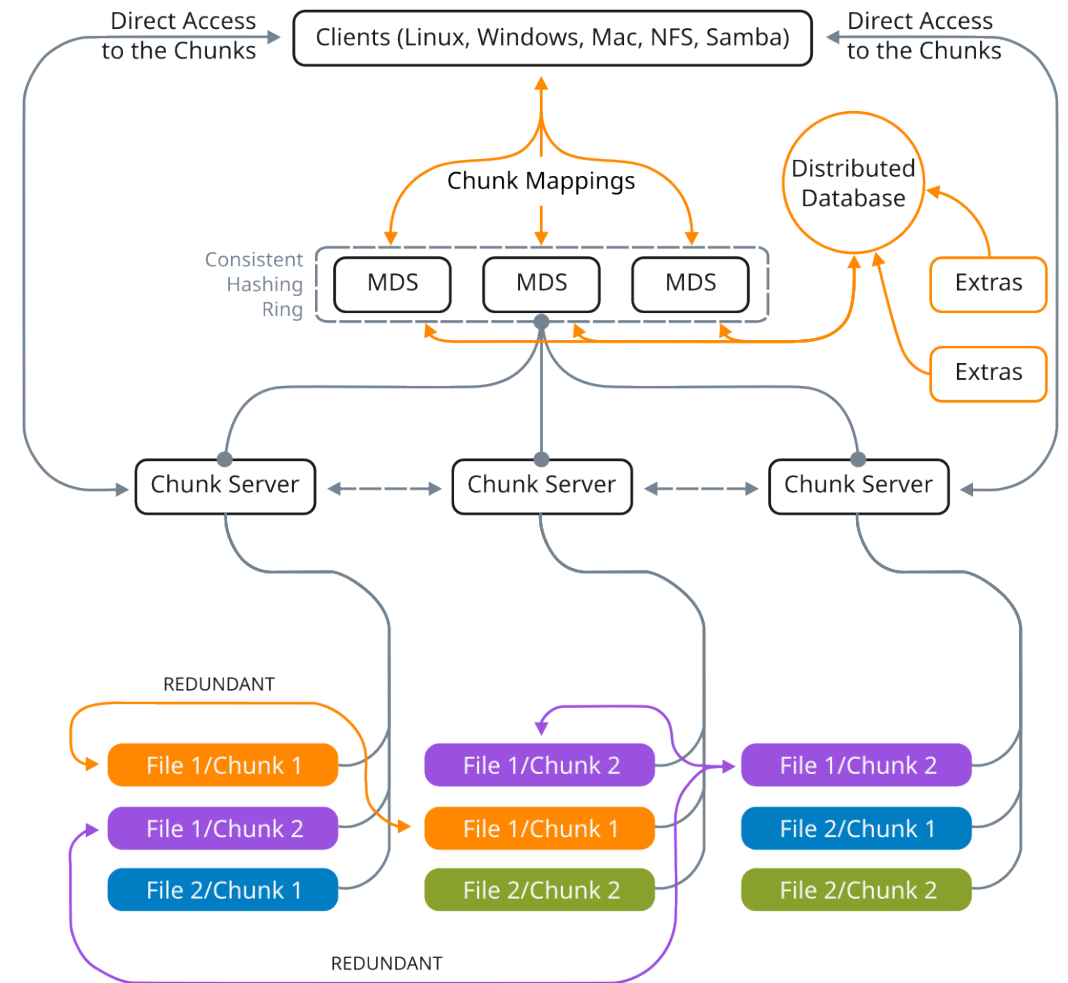 Direct Access
to the Chunks
Clients (Linux, Windows, Mac, NFS, Samba)
Direct Access
to the Chunks
Chunk Mappings
Distributed
Database
Consistent
Hashing
Ring
MDS
MDS
MDS
Extras
Extras
Chunk Server
Chunk Server
Chunk Server
REDUNDANT
File 1/Chunk 1
File 1/Chunk 2
File 1/Chunk 2
File 1/Chunk 2
File 1/Chunk 1
File 2/Chunk 1
File 2/Chunk 1
File 2/Chunk 2
File 2/Chunk 2
REDUNDANT